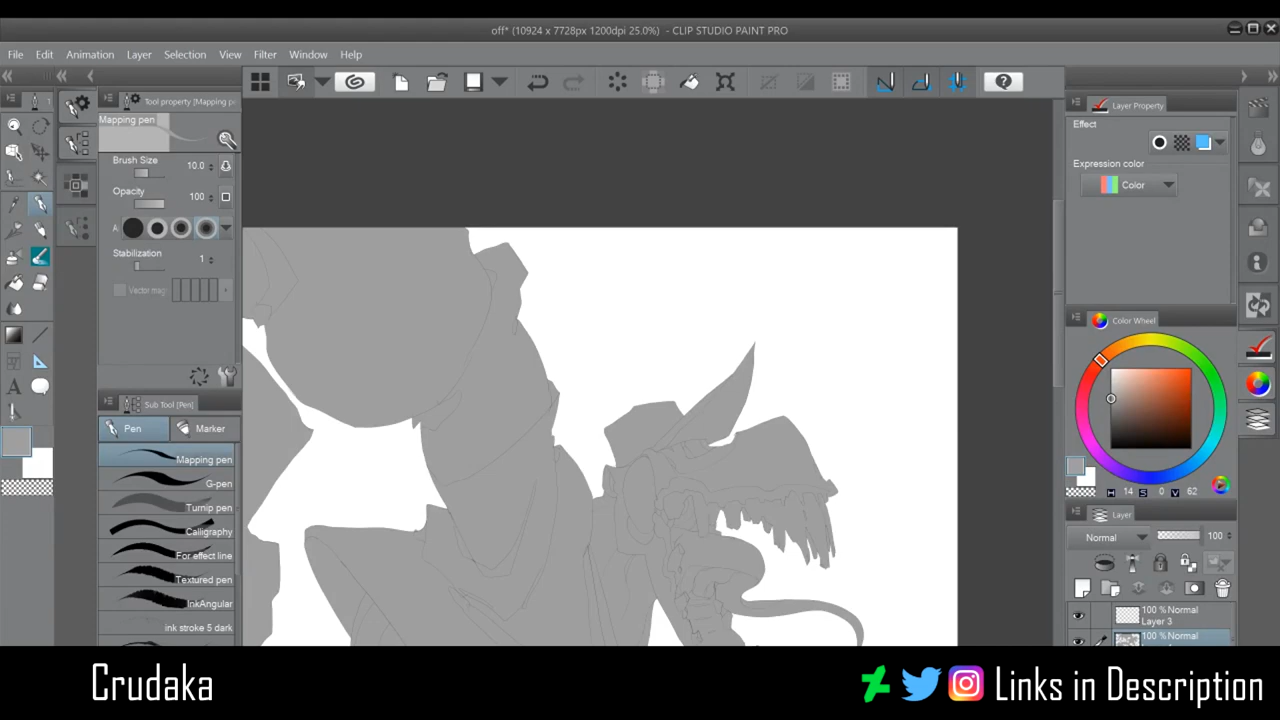 off* (10924 x 7728px 1200dpi 25.0%) - CLIP STUDIO PAINT PRO
File Edit Animation Layer Selection View Filter Window Help
Tool property [Mapping pe
Mapping pen
Brush Size 10.0
Opacity 100
A
Stabilization 1
Vector mag
Sub Tool [Pen]
Pen Marker
Mapping pen
G-pen
Turnip pen
Calligraphy
For effect line
Textured pen
InkAngular
ink stroke 5 dark
Layer Property
Effect
Expression color
Color
Color Wheel
H 14 S 0 V 62
Layer
Normal 100
100 % Normal
Layer 3
100 % Normal
Crudaka
Links in Description